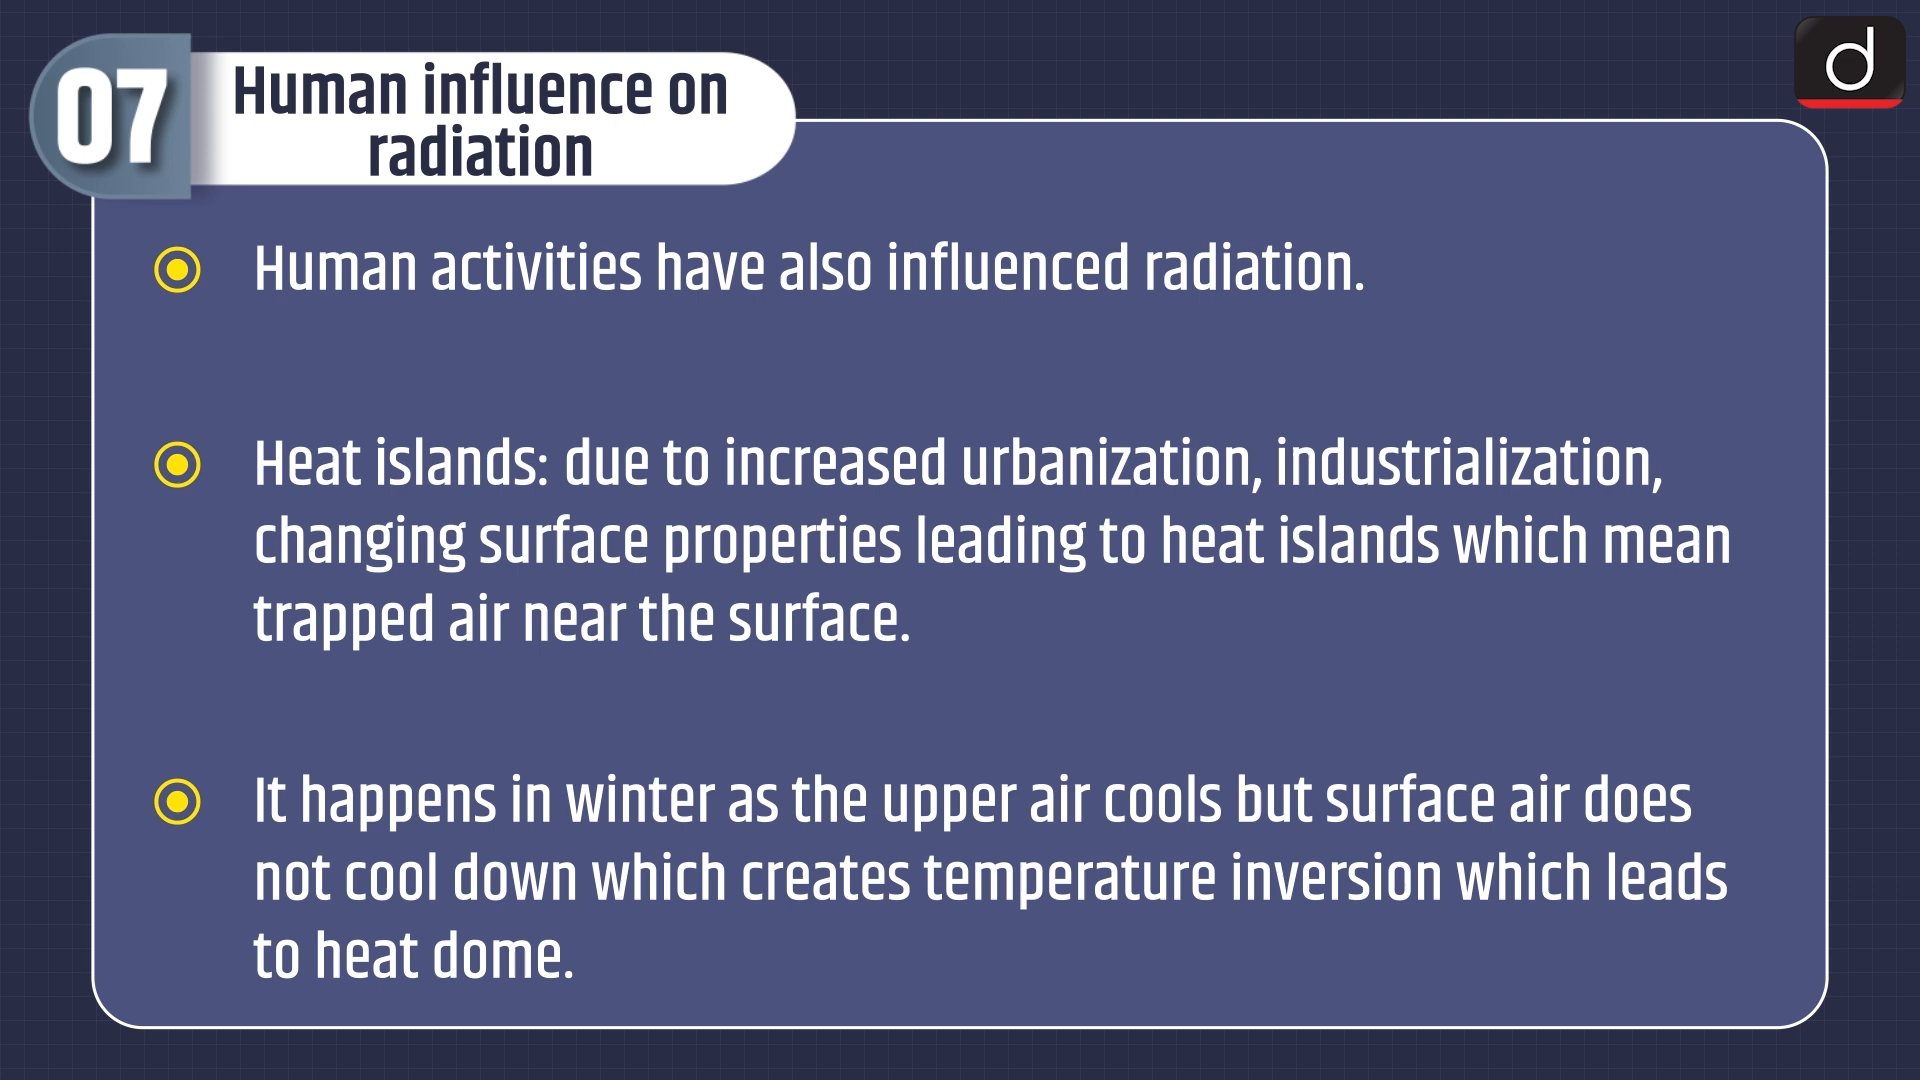 07
Human influence on
radiation
d
Human activities have also influenced radiation.
Heat islands: due to increased urbanization, industrialization,
changing surface properties leading to heat islands which mean
trapped air near the surface.
It happens in winter as the upper air cools but surface air does
not cool down which creates temperature inversion which leads
to heat dome.